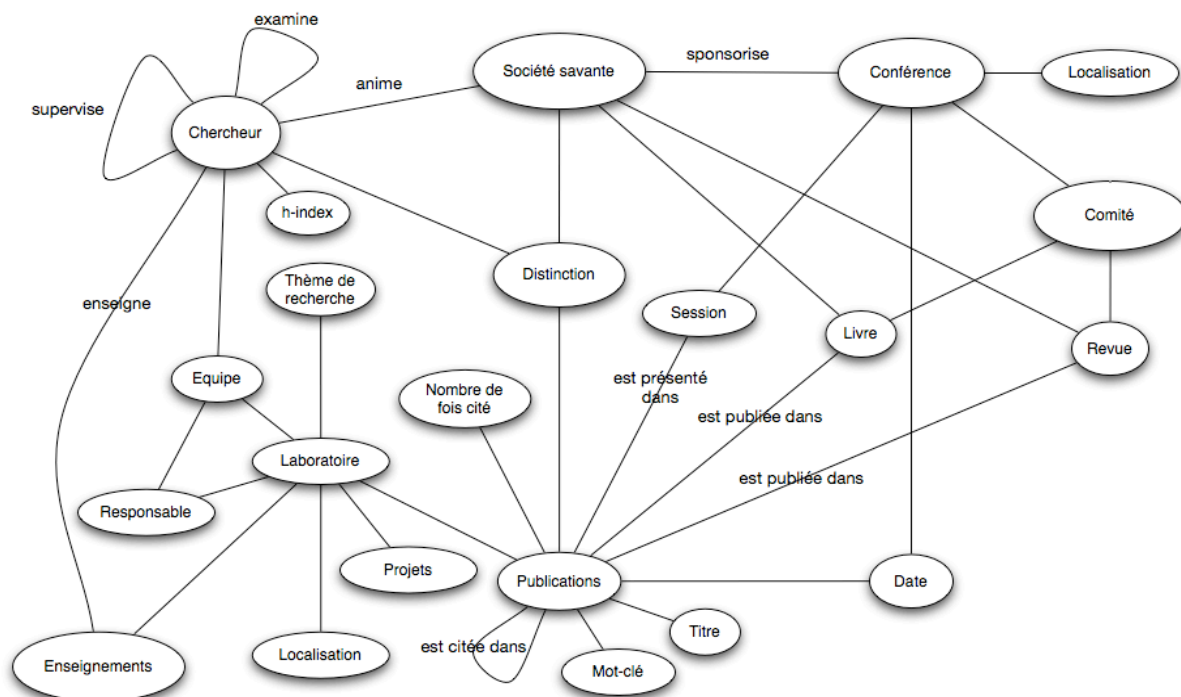 examine
Société savante
sponsorise
Conférence
Localisation
anime
supervise
Chercheur
h-index
Comité
Distinction
Thème de
recherche
enseigne
Session
Livre
Revue
Equipe
Nombre de
fois cité
est présenté
dans
est publiée dans
Laboratoire
est publiée dans
Responsable
Projets
Publications
Date
Titre
est citée dans
Enseignements
Localisation
Mot-clé